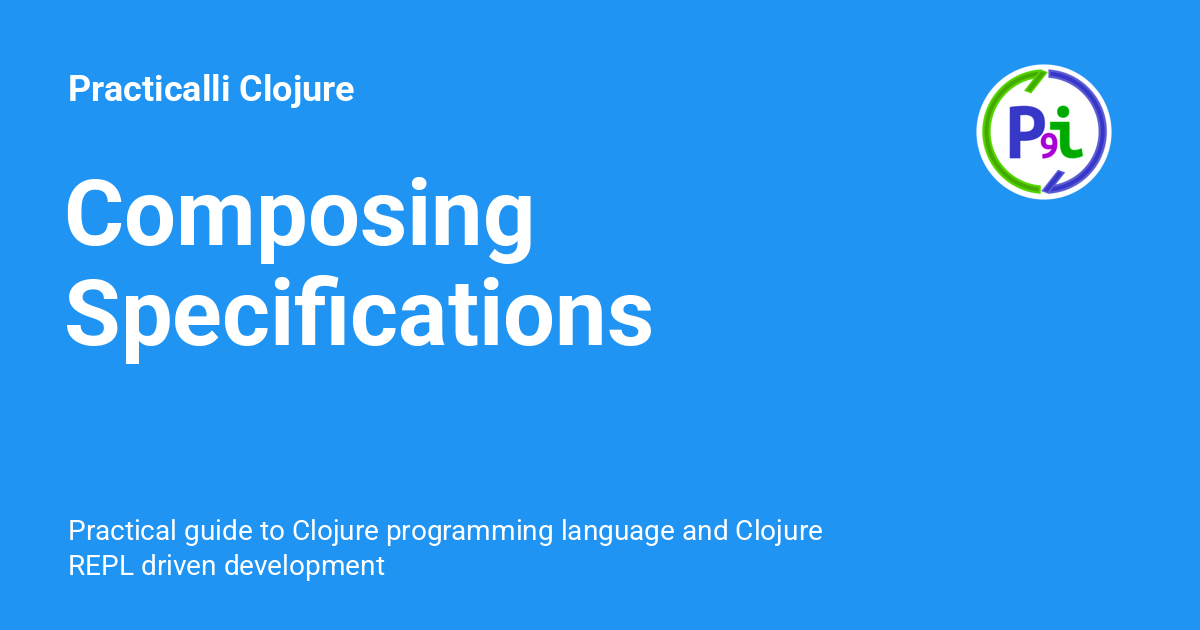 Practicalli Clojure
P9i
Composing
Specifications
Practical guide to Clojure programming language and Clojure
REPL driven development